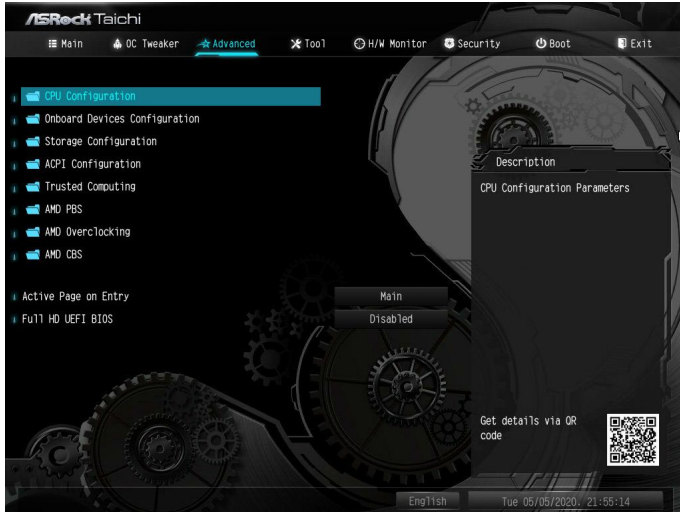 ASRock Taichi
Main OC Tweaker Advanced Tool H/W Monitor Security Boot Exit
CPU Configuration
Onboard Devices Configuration
Storage Configuration
ACPI Configuration
Trusted Computing
AMD PBS
AMD Overclocking
AMD CBS
Active Page on Entry Main
Full HD UEFI BIOS Disabled
Description
CPU Configuration Parameters
Get details via QR
code
English Tue 05/05/2020. 21:55:14